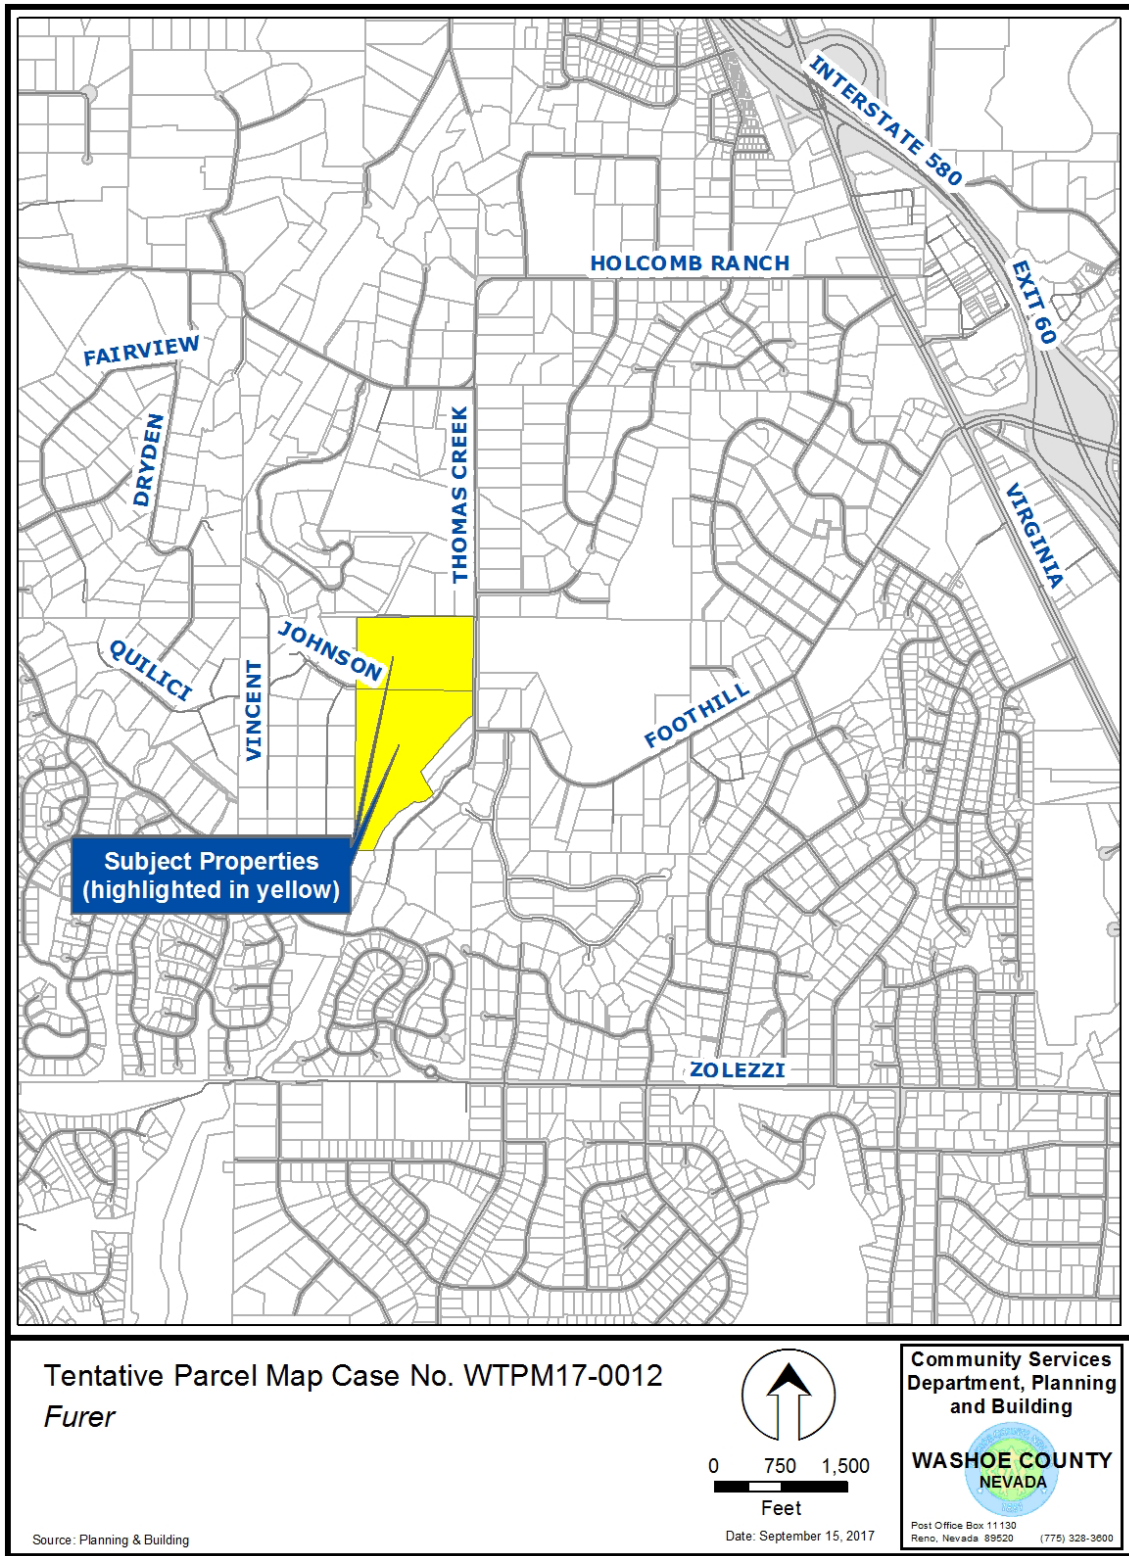 INTERSTATE 580
HOLCOMB RANCH
EXIT 60
FAIRVIEW
DRYDEN
THOMAS CREEK
VIRGINIA
JOHNSON
QUILICI
VINCENT
FOOTHILL
Subject Properties
(highlighted in yellow)
ZOLEZZI
Tentative Parcel Map Case No. WTPM17-0012
Furer
Source: Planning & Building
0 750 1,500
Feet
Date: September 15, 2017
Community Services
Department, Planning
and Building
WASHOE COUNTY
NEVADA
Post Office Box 11130
Reno, Nevada 89520 (775) 328-3600